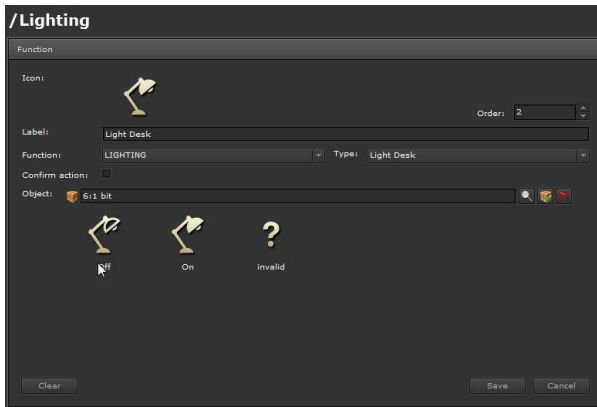 /Lighting
Function
Icon:
Order: 2
Label: Light Desk
Function: LIGHTING Type: Light Desk
Confirm action:
Object: 6:1 bit
Off On invalid
Clear Save Cancel